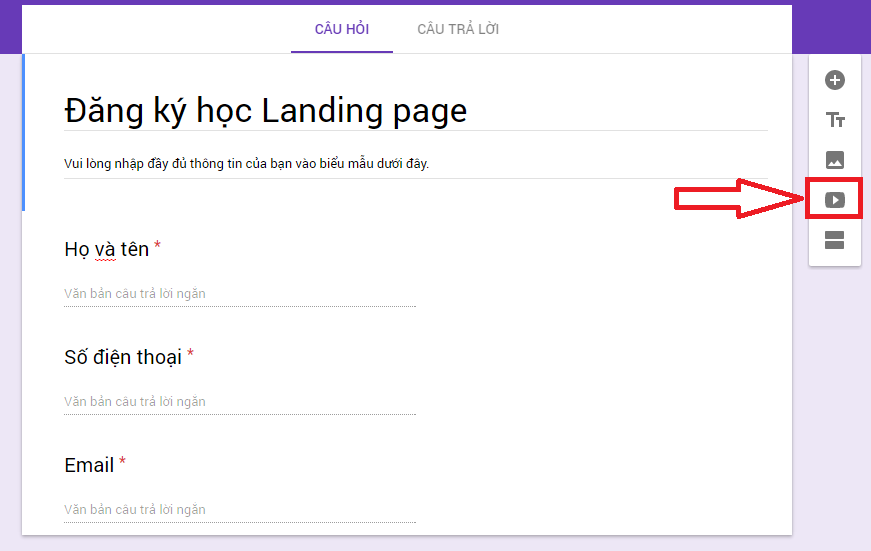 CÂU HỎI
CÂU TRẢ LỜI
Đăng ký học Landing page
Vui lòng nhập đầy đủ thông tin của bạn vào biểu mẫu dưới đây.
Họ và tên *
Văn bản câu trả lời ngắn
Số điện thoại *
Văn bản câu trả lời ngắn
Email *
Văn bản câu trả lời ngắn